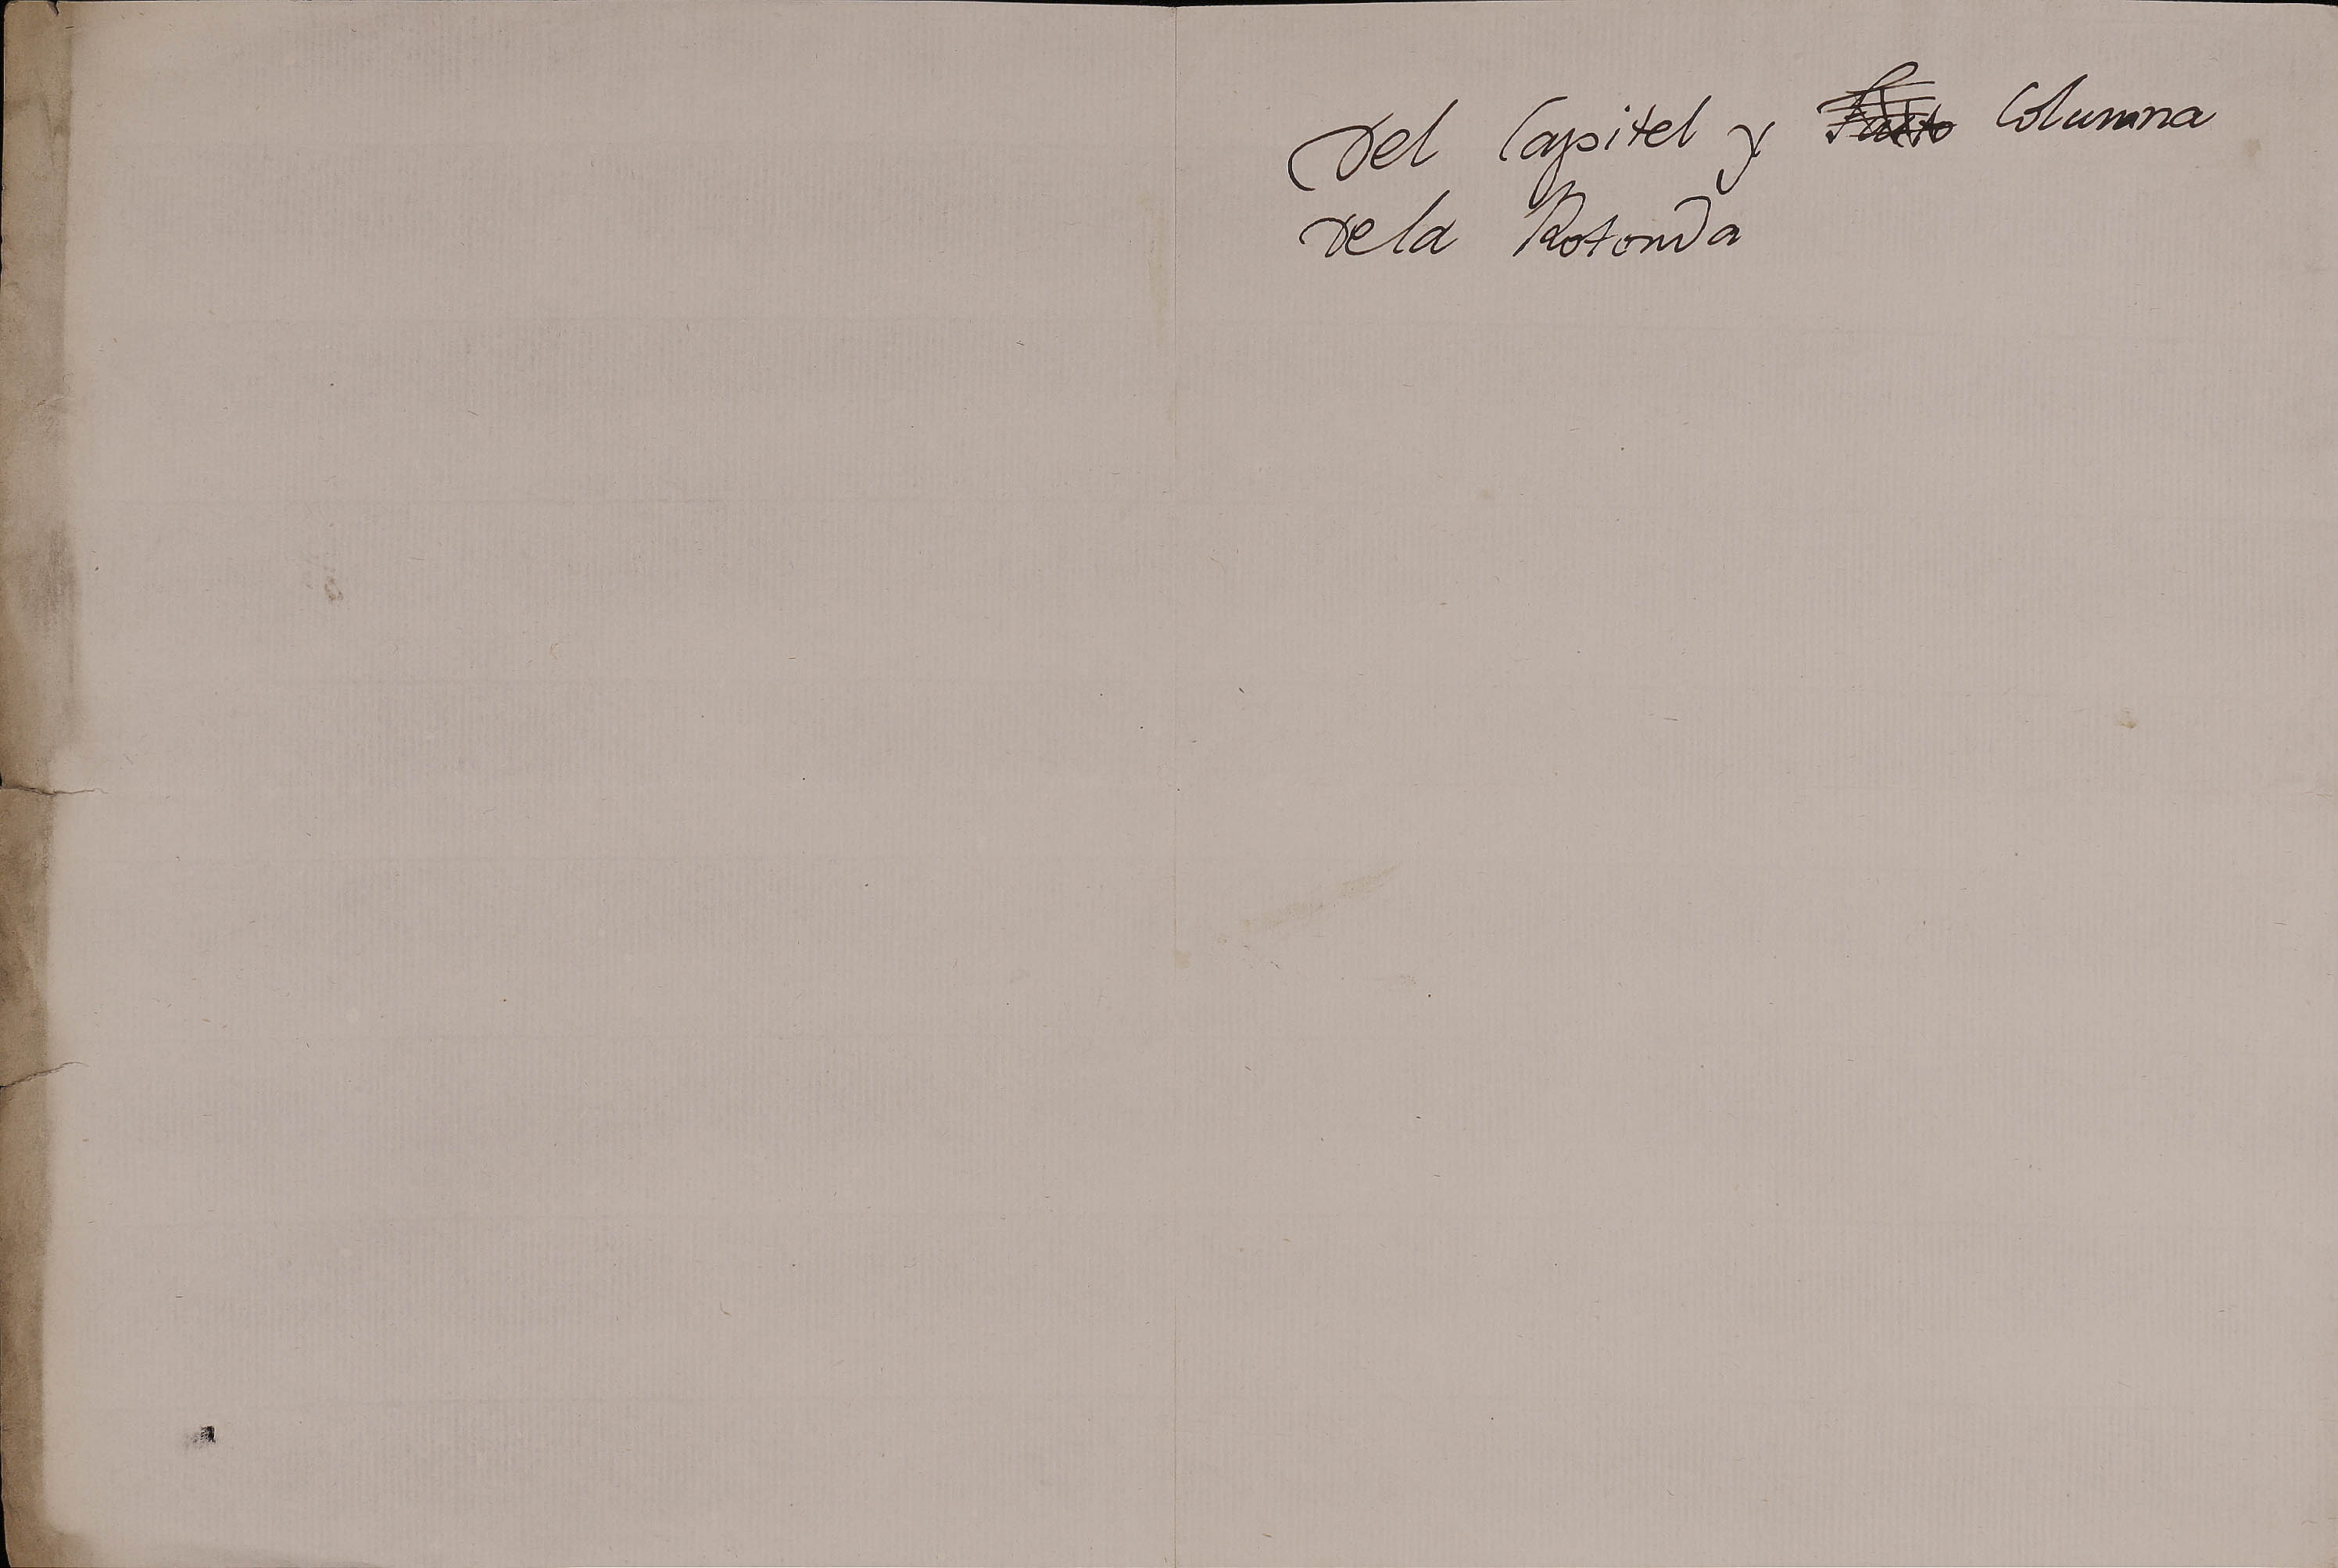 Del Capitel y Columna
dela Rotonda